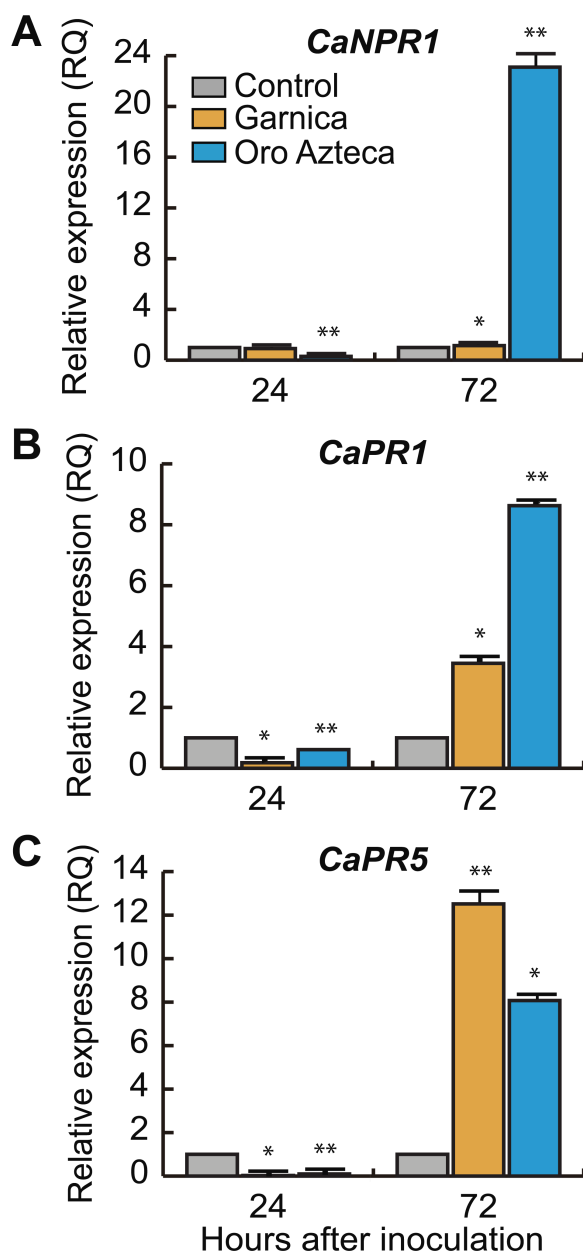 A
CaNPR1
Relative expression (RQ)
24
20
16
12
8
4
0
Control
Garnica
Oro Azteca
**
*
**
24
72
B
CaPR1
Relative expression (RQ)
10
8
6
4
2
0
*
**
*
**
24
72
C
CaPR5
Relative expression (RQ)
14
12
10
8
6
4
2
0
*
**
**
*
24
72
Hours after inoculation